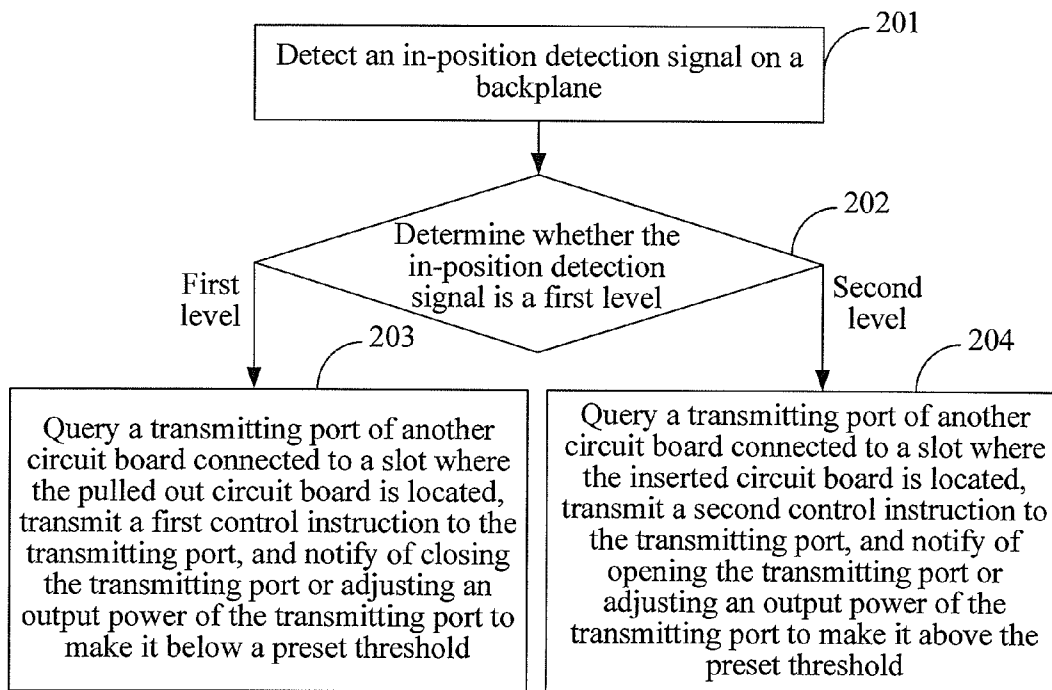 201
Detect an in-position detection signal on a
backplane
202
Determine whether the
in-position detection
signal is a first level
First
level
Second
level
203
Query a transmitting port of another
circuit board connected to a slot where
the pulled out circuit board is located,
transmit a first control instruction to the
transmitting port, and notify of closing
the transmitting port or adjusting an
output power of the transmitting port to
make it below a preset threshold
204
Query a transmitting port of another
circuit board connected to a slot where
the inserted circuit board is located,
transmit a second control instruction to
the transmitting port, and notify of
opening the transmitting port or
adjusting an output power of the
transmitting port to make it above the
preset threshold